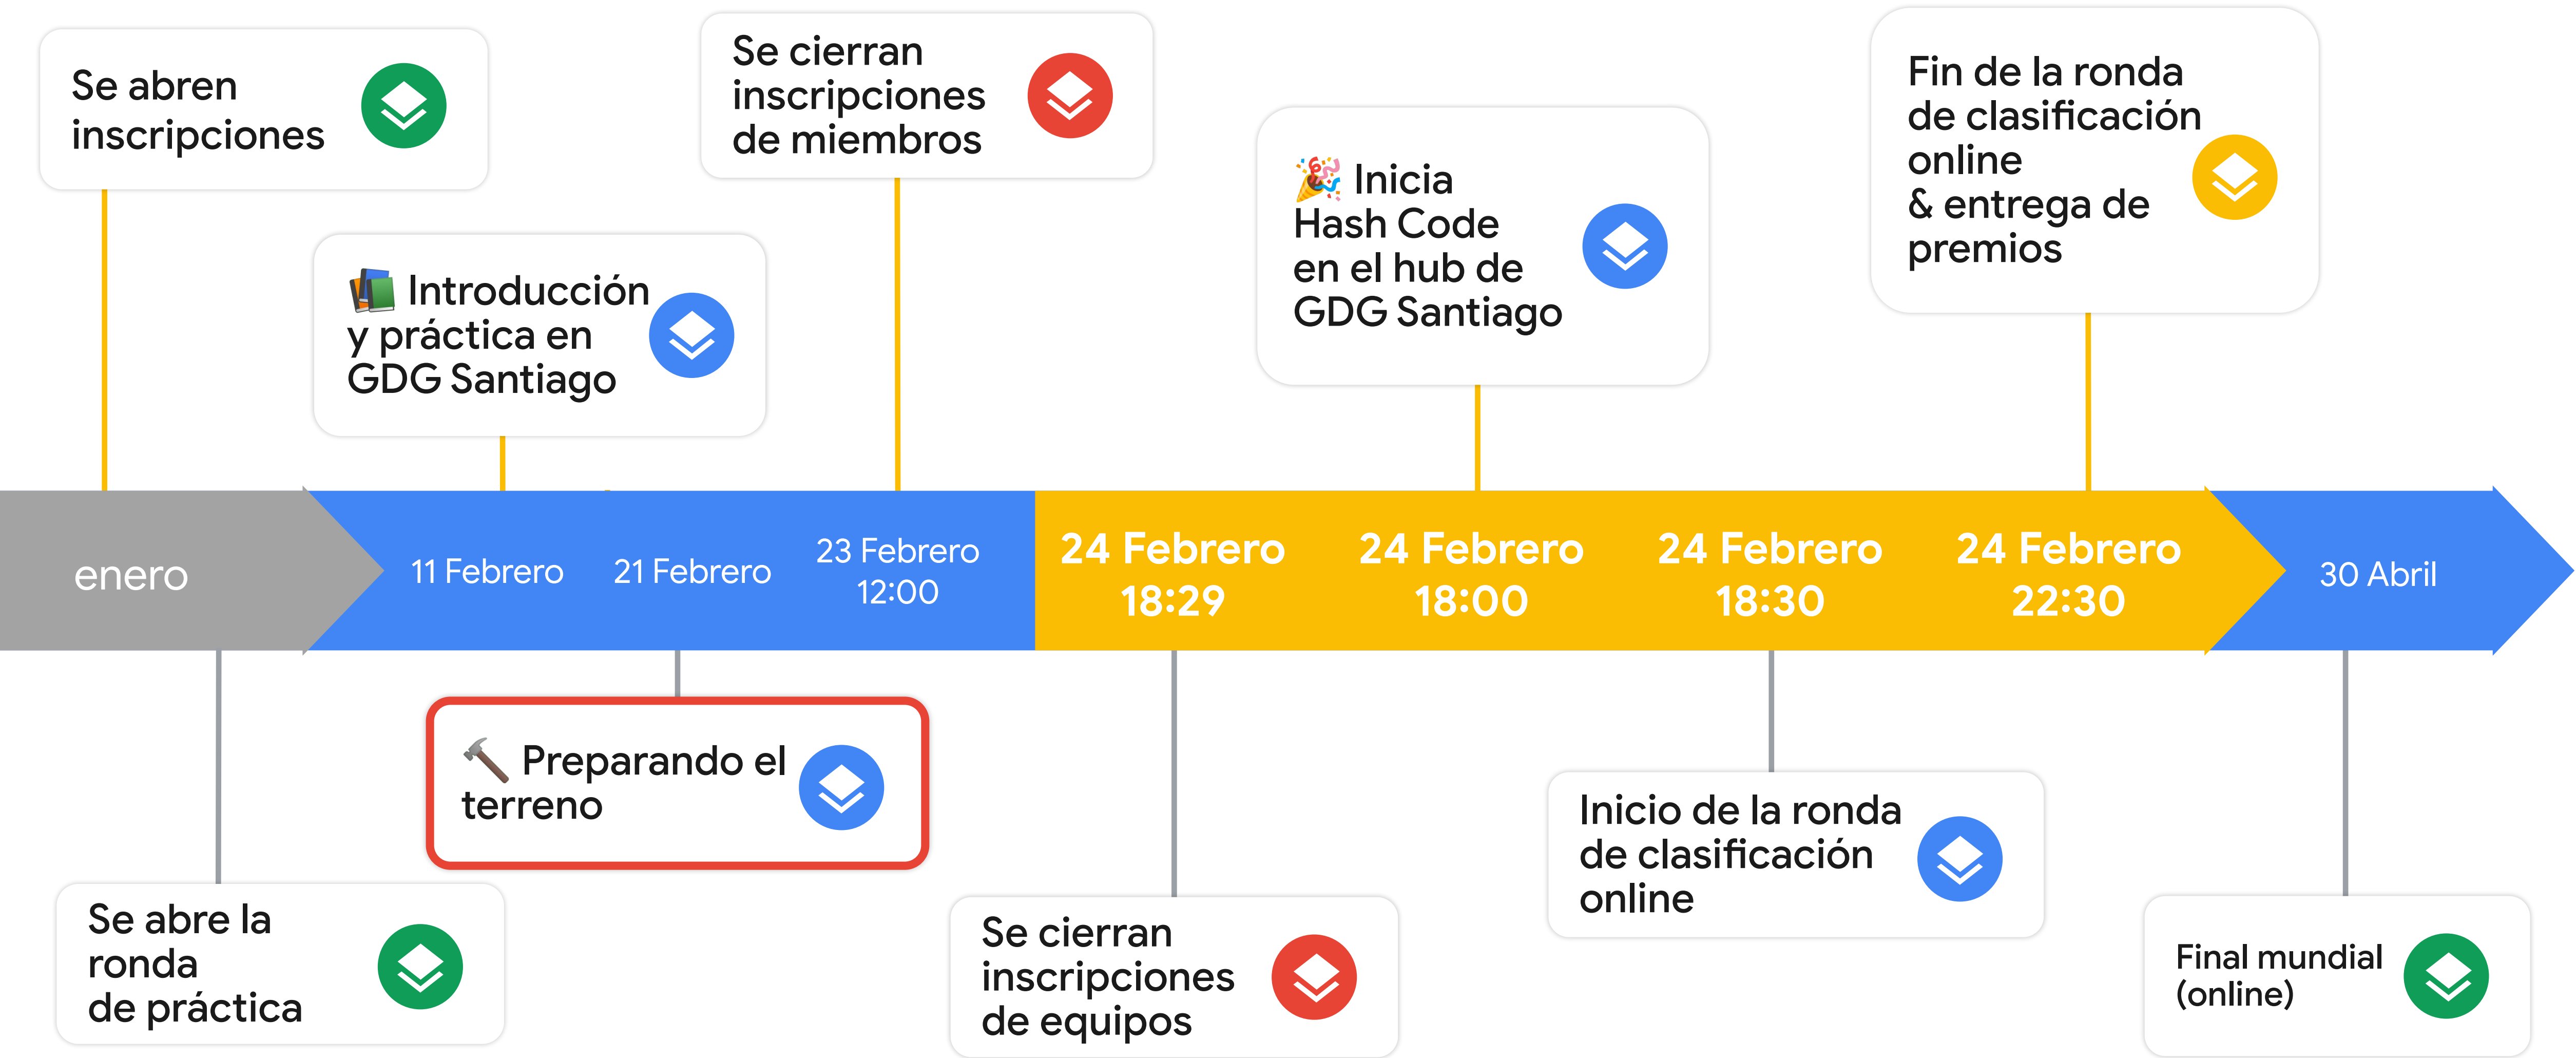 Se abren
inscripciones
📚 Introducción
y práctica en
GDG Santiago
Se cierran
inscripciones
de miembros
🎉 Inicia
Hash Code
en el hub de
GDG Santiago
Fin de la ronda
de clasificación
online
& entrega de
premios
enero
11 Febrero
21 Febrero
23 Febrero
12:00
24 Febrero
18:29
24 Febrero
18:00
24 Febrero
18:30
24 Febrero
22:30
30 Abril
Se abre la
ronda
de práctica
🔨 Preparando el
terreno
Se cierran
inscripciones
de equipos
Inicio de la ronda
de clasificación
online
Final mundial
(online)